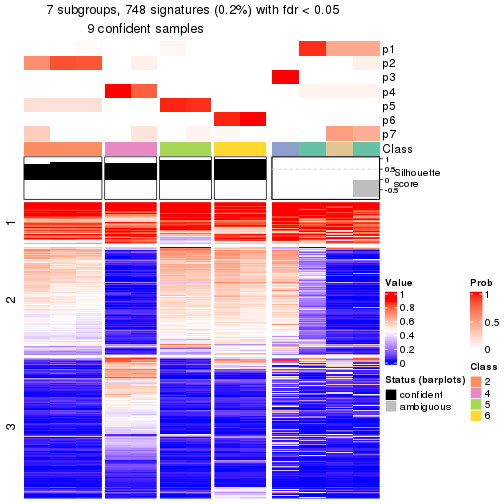 7 subgroups, 748 signatures (0.2%) with fdr < 0.05
9 confident samples
p1
p2
p3
p4
p5
p6
p7
Class
1
0.5
0
-0.5
Silhouette
score
1
2
3
Value
1
0.8
0.6
0.4
0.2
0
Status (barplots)
confident
ambiguous
Prob
1
0.5
0
Class
2
4
5
6